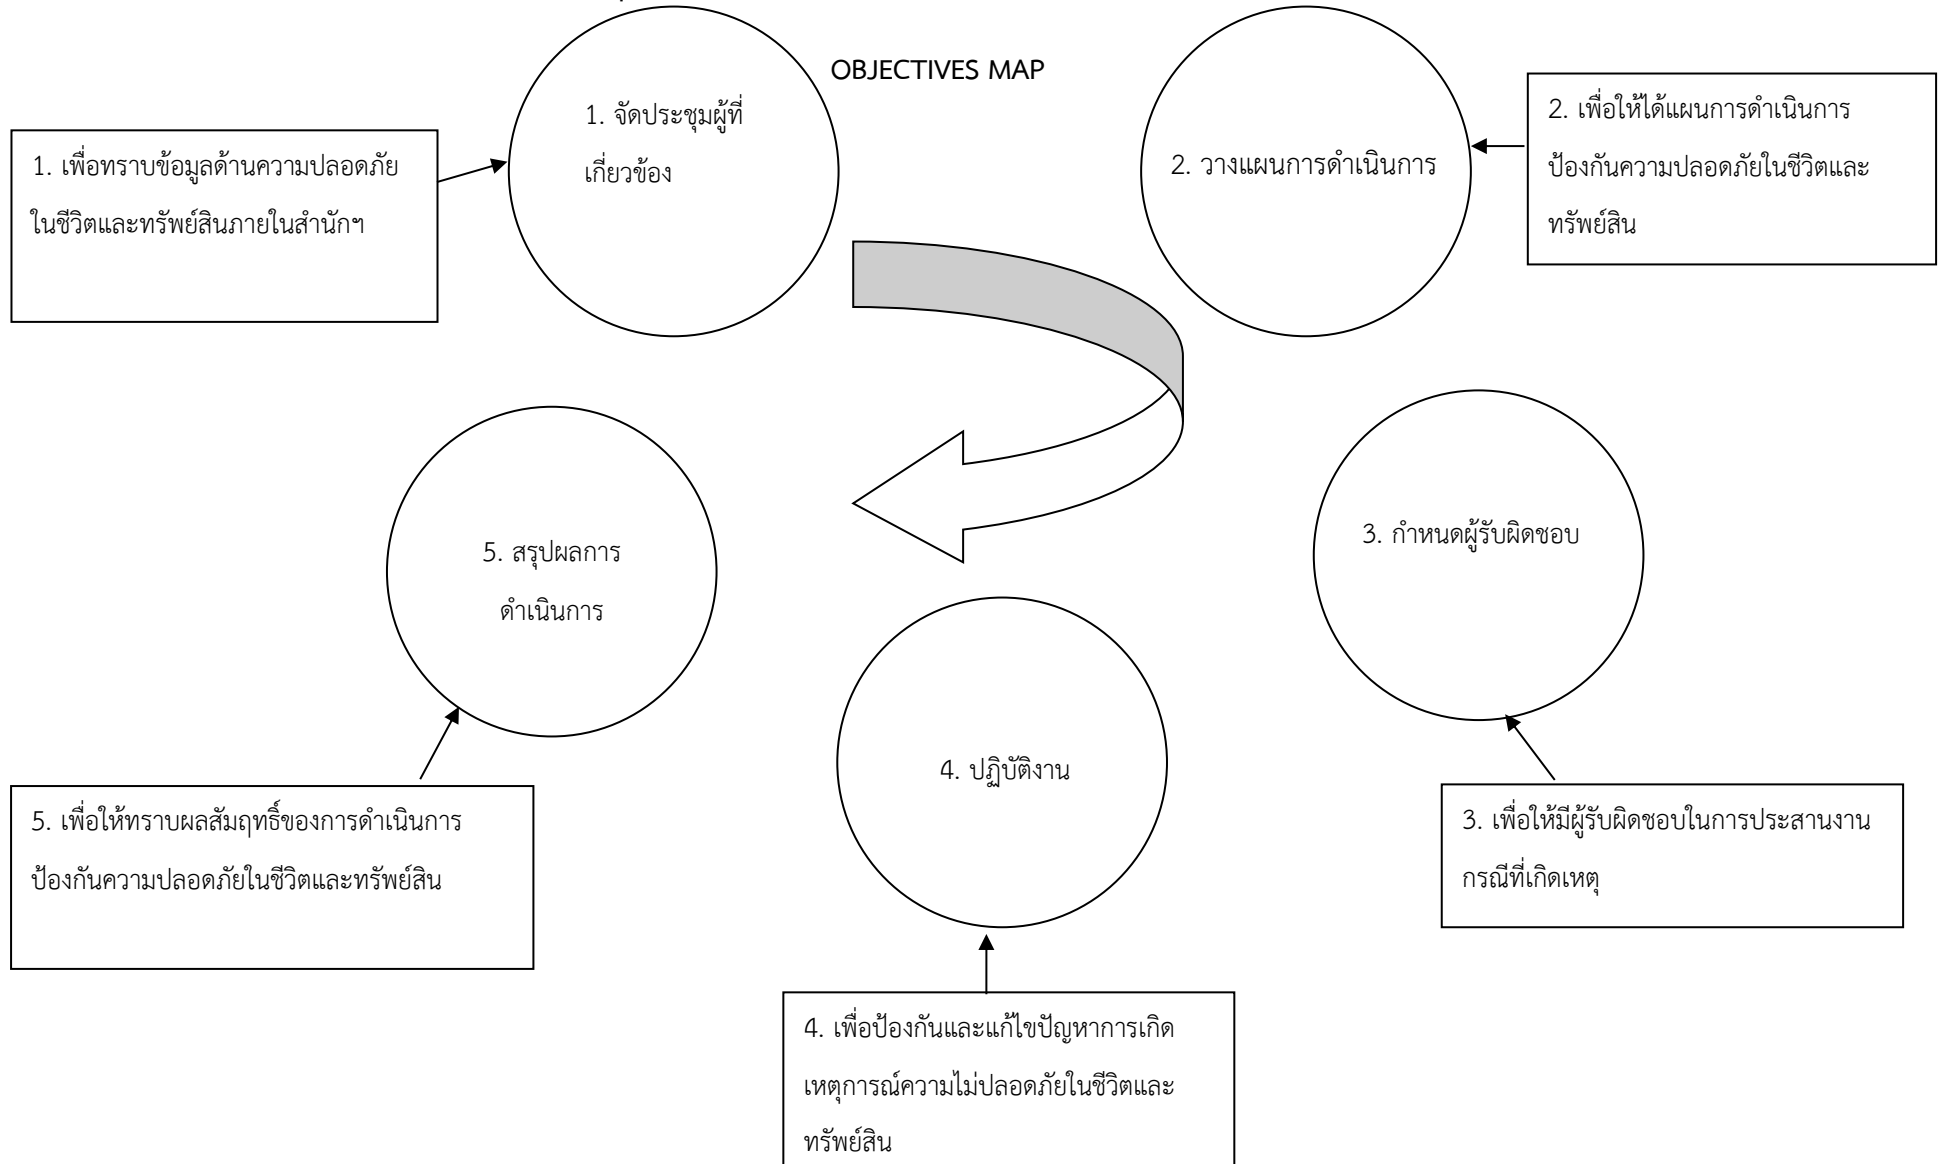 OBJECTIVES MAP
1. จัดประชุมผู้ที่
เกี่ยวข้อง
1. เพื่อทราบข้อมูลด้านความปลอดภัย
ในชีวิตและทรัพย์สินภายในสำนักฯ
2. วางแผนการดำเนินการ
2. เพื่อให้ได้แผนการดำเนินการ
ป้องกันความปลอดภัยในชีวิตและ
ทรัพย์สิน
3. กำหนดผู้รับผิดชอบ
3. เพื่อให้มีผู้รับผิดชอบในการประสานงาน
กรณีที่เกิดเหตุ
4. ปฏิบัติงาน
4. เพื่อป้องกันและแก้ไขปัญหาการเกิด
เหตุการณ์ความไม่ปลอดภัยในชีวิตและ
ทรัพย์สิน
5. สรุปผลการ
ดำเนินการ
5. เพื่อให้ทราบผลสัมฤทธิ์ของการดำเนินการ
ป้องกันความปลอดภัยในชีวิตและทรัพย์สิน